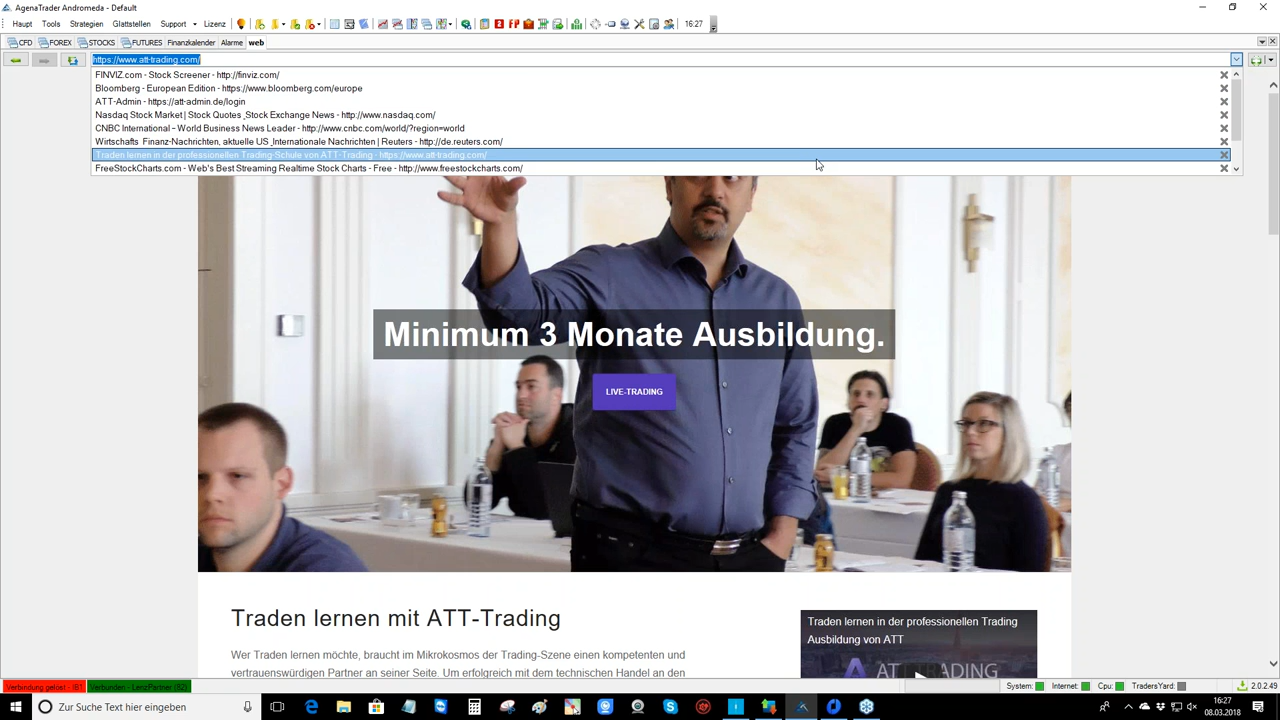 AgenaTrader Andromeda - Default
Haupt Tools Strategien Glattstellen Support Lizenz 16:27
CFD FOREX STOCKS FUTURES Finanzkalender Alarme web
https://www.att-trading.com/
FINVIZ.com - Stock Screener - http://finviz.com/
Bloomberg - European Edition - https://www.bloomberg.com/europe
ATT-Admin - https://att-admin.de/login
Nasdaq Stock Market | Stock Quotes Stock Exchange News - http://www.nasdaq.com/
CNBC International – World Business News Leader - http://www.cnbc.com/world/?region=world
Wirtschafts Finanz-Nachrichten, aktuelle US Internationale Nachrichten | Reuters - http://de.reuters.com/
Traden lernen in der professionellen Trading-Schule von ATT-Trading - https://www.att-trading.com/
FreeStockCharts.com - Web's Best Streaming Realtime Stock Charts - Free - http://www.freestockcharts.com/
Minimum 3 Monate Ausbildung.
LIVE-TRADING
Traden lernen mit ATT-Trading
Wer Traden lernen möchte, braucht im Mikrokosmos der Trading-Szene einen kompetenten und
vertrauenswürdigen Partner an seiner Seite. Um erfolgreich mit dem technischen Handel an den
Traden lernen in der professionellen Trading
Ausbildung von ATT
TRADING
Verbindung gelöst - IB1 Verbunden - LenzPartner (82)
System: Internet: Cpu: TradersYard: 2.0.2.49
Zur Suche Text hier eingeben
16:27
08.03.2018